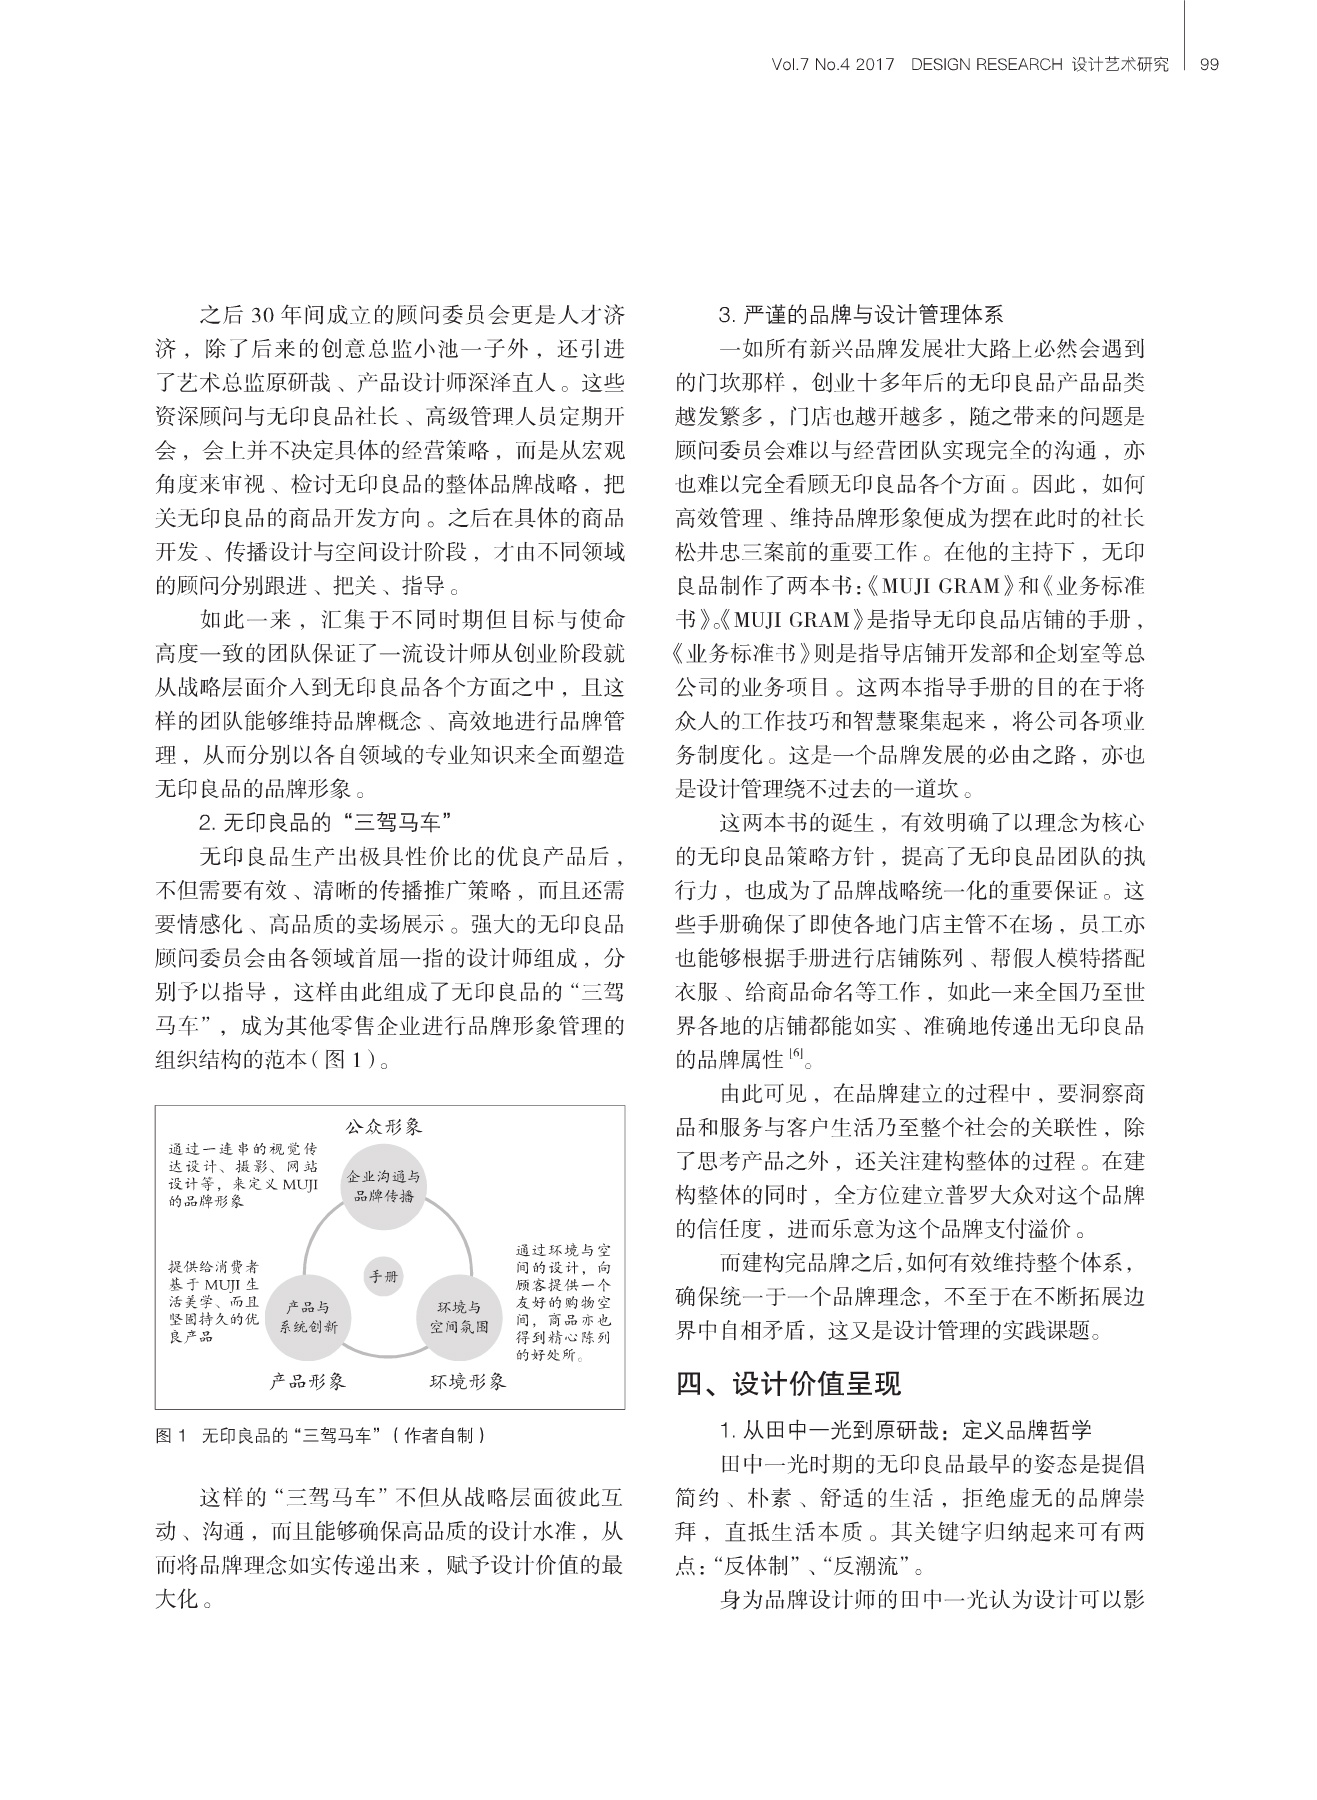 Vol.7 No.4 2017 DESIGN RESEARCH 设计艺术研究 99
之后 30 年间成立的顾问委员会更是人才济
济，除了后来的创意总监小池一子外，还引进
了艺术总监原研哉、产品设计师深泽直人。这些
资深顾问与无印良品社长、高级管理人员定期开
会，会上并不决定具体的经营策略，而是从宏观
角度来审视、检讨无印良品的整体品牌战略，把
关无印良品的商品开发方向。之后在具体的商品
开发、传播设计与空间设计阶段，才由不同领域
的顾问分别跟进、把关、指导。
如此一来，汇集于不同时期但目标与使命
高度一致的团队保证了一流设计师从创业阶段就
从战略层面介入到无印良品各个方面之中，且这
样的团队能够维持品牌概念、高效地进行品牌管
理，从而分别以各自领域的专业知识来全面塑造
无印良品的品牌形象。
2. 无印良品的“三驾马车”
无印良品生产出极具性价比的优良产品后，
不但需要有效、清晰的传播推广策略，而且还需
要情感化、高品质的卖场展示。强大的无印良品
顾问委员会由各领域首屈一指的设计师组成，分
别予以指导，这样由此组成了无印良品的“三驾
马车”，成为其他零售企业进行品牌形象管理的
组织结构的范本（图 1）。
公众形象
通过一连串的视觉传
达设计、摄影、网站
设计等，来定义 MUJI
的品牌形象
企业沟通与
品牌传播
提供给消费者
基于 MUJI 生
活美学、而且
坚固持久的优
良产品
手册
产品与
系统创新
环境与
空间氛围
通过环境与空
间的设计，向
顾客提供一个
友好的购物空
间，商品亦也
得到精心陈列
的好处所。
产品形象
环境形象
图 1 无印良品的“三驾马车”（作者自制）
这样的“三驾马车”不但从战略层面彼此互
动、沟通，而且能够确保高品质的设计水准，从
而将品牌理念如实传递出来，赋予设计价值的最
大化。
3. 严谨的品牌与设计管理体系
一如所有新兴品牌发展壮大路上必然会遇到
的门坎那样，创业十多年后的无印良品产品品类
越发繁多，门店也越开越多，随之带来的问题是
顾问委员会难以与经营团队实现完全的沟通，亦
也难以完全看顾无印良品各个方面。因此，如何
高效管理、维持品牌形象便成为摆在此时的社长
松井忠三案前的重要工作。在他的主持下，无印
良品制作了两本书：《MUJI GRAM》和《业务标准
书》。《MUJI GRAM》是指导无印良品店铺的手册，
《业务标准书》则是指导店铺开发部和企划室等总
公司的业务项目。这两本指导手册的目的在于将
众人的工作技巧和智慧聚集起来，将公司各项业
务制度化。这是一个品牌发展的必由之路，亦也
是设计管理绕不过去的一道坎。
这两本书的诞生，有效明确了以理念为核心
的无印良品策略方针，提高了无印良品团队的执
行力，也成为了品牌战略统一化的重要保证。这
些手册确保了即使各地门店主管不在场，员工亦
也能够根据手册进行店铺陈列、帮假人模特搭配
衣服、给商品命名等工作，如此一来全国乃至世
界各地的店铺都能如实、准确地传递出无印良品
的品牌属性[6]。
由此可见，在品牌建立的过程中，要洞察商
品和服务与客户生活乃至整个社会的关联性，除
了思考产品之外，还关注建构整体的过程。在建
构整体的同时，全方位建立普罗大众对这个品牌
的信任度，进而乐意为这个品牌支付溢价。
而建构完品牌之后，如何有效维持整个体系，
确保统一于一个品牌理念，不至于在不断拓展边
界中自相矛盾，这又是设计管理的实践课题。
四、设计价值呈现
1. 从田中一光到原研哉：定义品牌哲学
田中一光时期的无印良品最早的姿态是提倡
简约、朴素、舒适的生活，拒绝虚无的品牌崇
拜，直抵生活本质。其关键字归纳起来可有两
点：“反体制”、“反潮流”。
身为品牌设计师的田中一光认为设计可以影